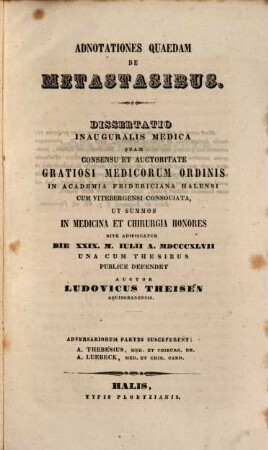 ADNOTATIONES QUAEDAM
DE
METASTASIBUS.
DISSERTATIO
INAUGURALIS MEDICA
QUAM
CONSENSU ET AUCTORITATE
GRATIOSI MEDICORUM ORDINIS
IN ACADEMIA FRIDERICIANA HALENSI
CUM VITEBERGENSI CONSOCIATA,
UT SUMMOS
IN MEDICINA ET CHIRURGIA HONORES
RITE ADIPISCATUR
DIE XXIX. M. IULII A. MDCCCXLVII
UNA CUM THESIBUS
PUBLICE DEFENDET
AUCTOR
LUDOVICUS THEISEN
AQUISGRANENSIS.
ADVERSARIORUM PARTES SUSCEPERUNT:
A. THEBESIUS, MED. ET CHIRURG. DR.
A. LUEBECK, MED. ET CHIR. CAND.
HALIS,
TYPIS PLOETZIANIS.